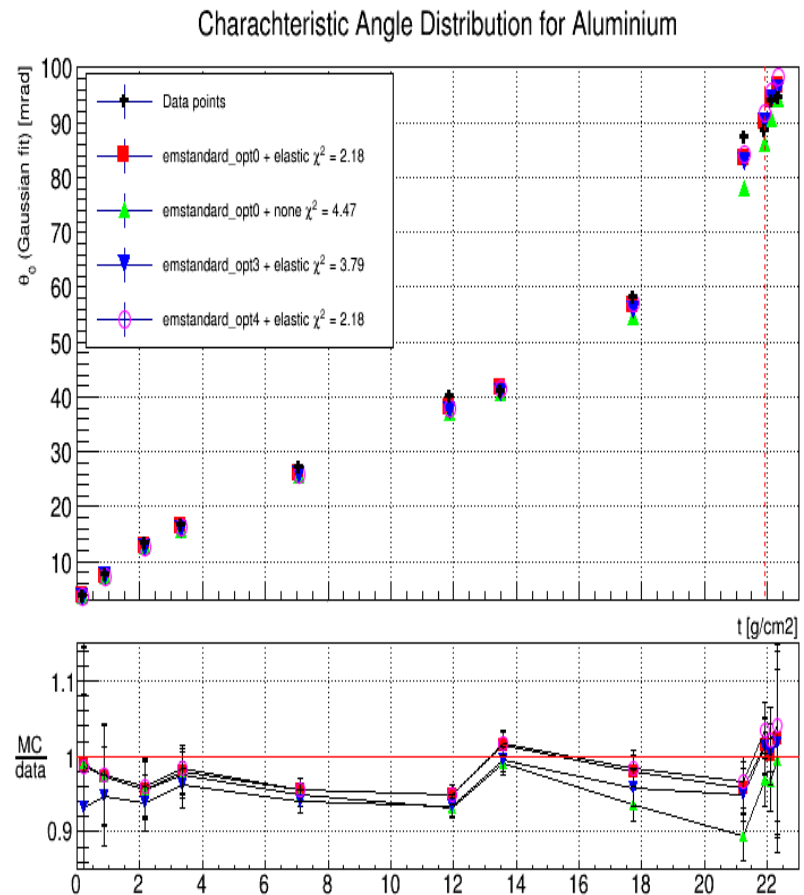 Charachteristic Angle Distribution for Aluminium
θ₀ (Gaussian fit) [mrad]
100
90
80
70
60
50
40
30
20
10
Data points
emstandard_opt0 + elastic χ² = 2.18
emstandard_opt0 + none χ² = 4.47
emstandard_opt3 + elastic χ² = 3.79
emstandard_opt4 + elastic χ² = 2.18
t [g/cm2]
MC
data
1.1
1
0.9
0 2 4 6 8 10 12 14 16 18 20 22